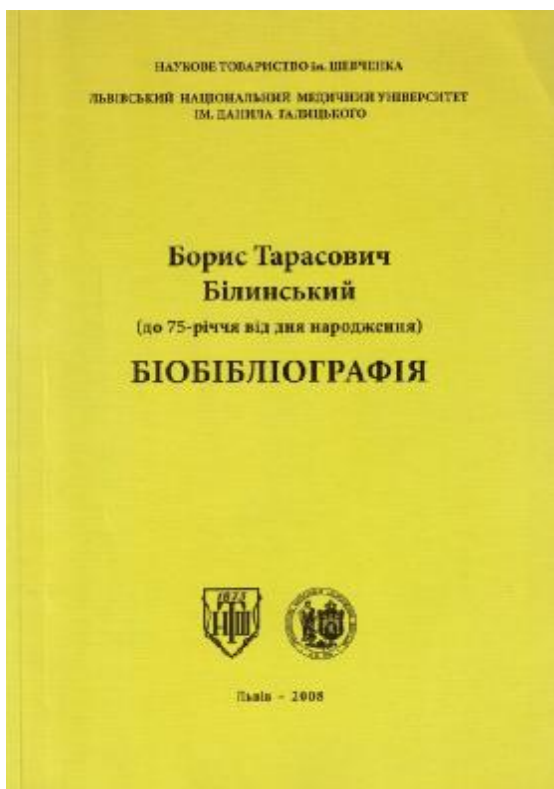 НАУКОВЕ ТОВАРИСТВО ім. ШЕВЧЕНКА
ЛЬВІВСЬКИЙ НАЦІОНАЛЬНИЙ МЕДИЧНИЙ УНІВЕРСИТЕТ
ІМ. ДАНИЛА ГАЛИЦЬКОГО
Борис Тарасович
Білинський
(до 75-річчя від дня народження)
БІОБІБЛІОГРАФІЯ
1873
НТШ
Львів – 2008